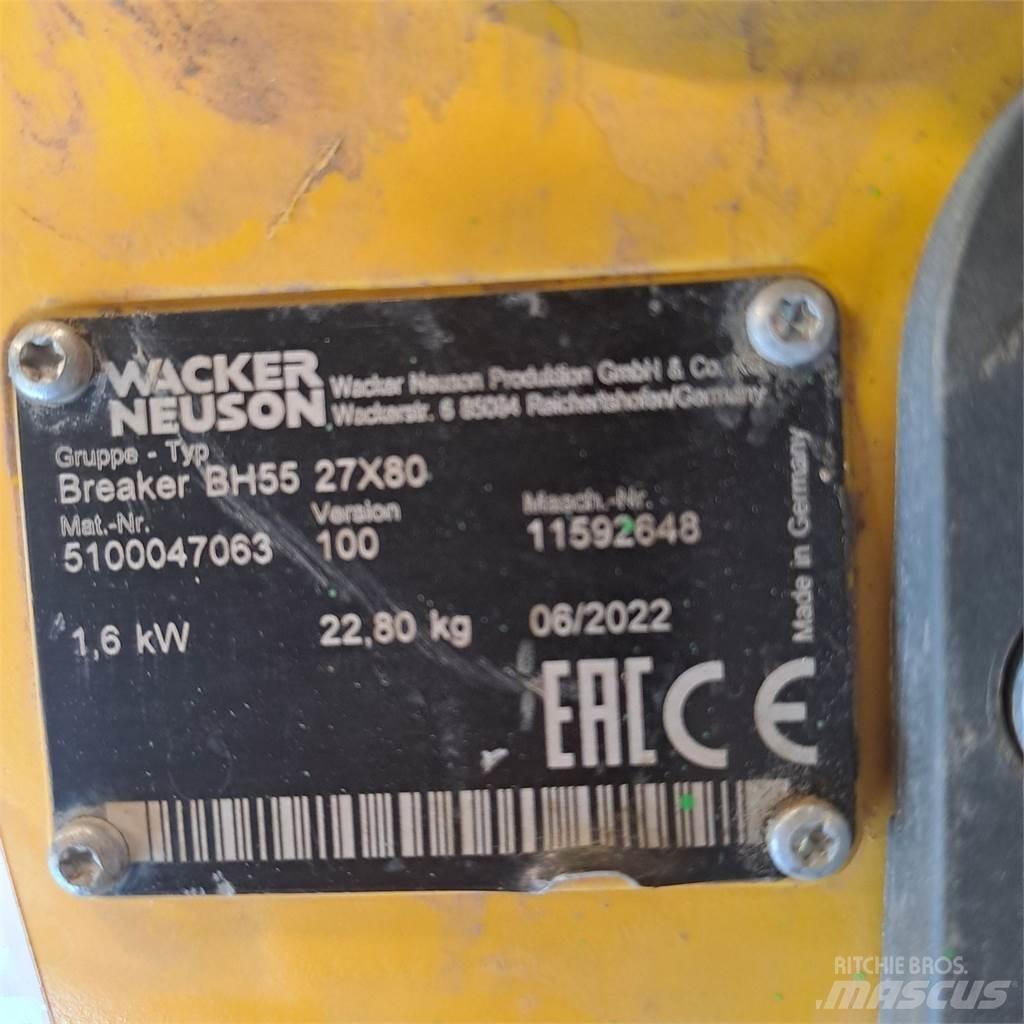 WACKER
NEUSON
Wacker Neuson Produktion GmbH & Co.
Wackerstr. 6 85084 Reichertshofen/Germany
Gruppe - Typ
Breaker BH55 27X80
Mat.-Nr. Version Masch.-Nr.
5100047063 100 11592648
1,6 kW 22,80 kg 06/2022
Made in Germany
EAC CE
RITCHIE BROS.
MASCUS